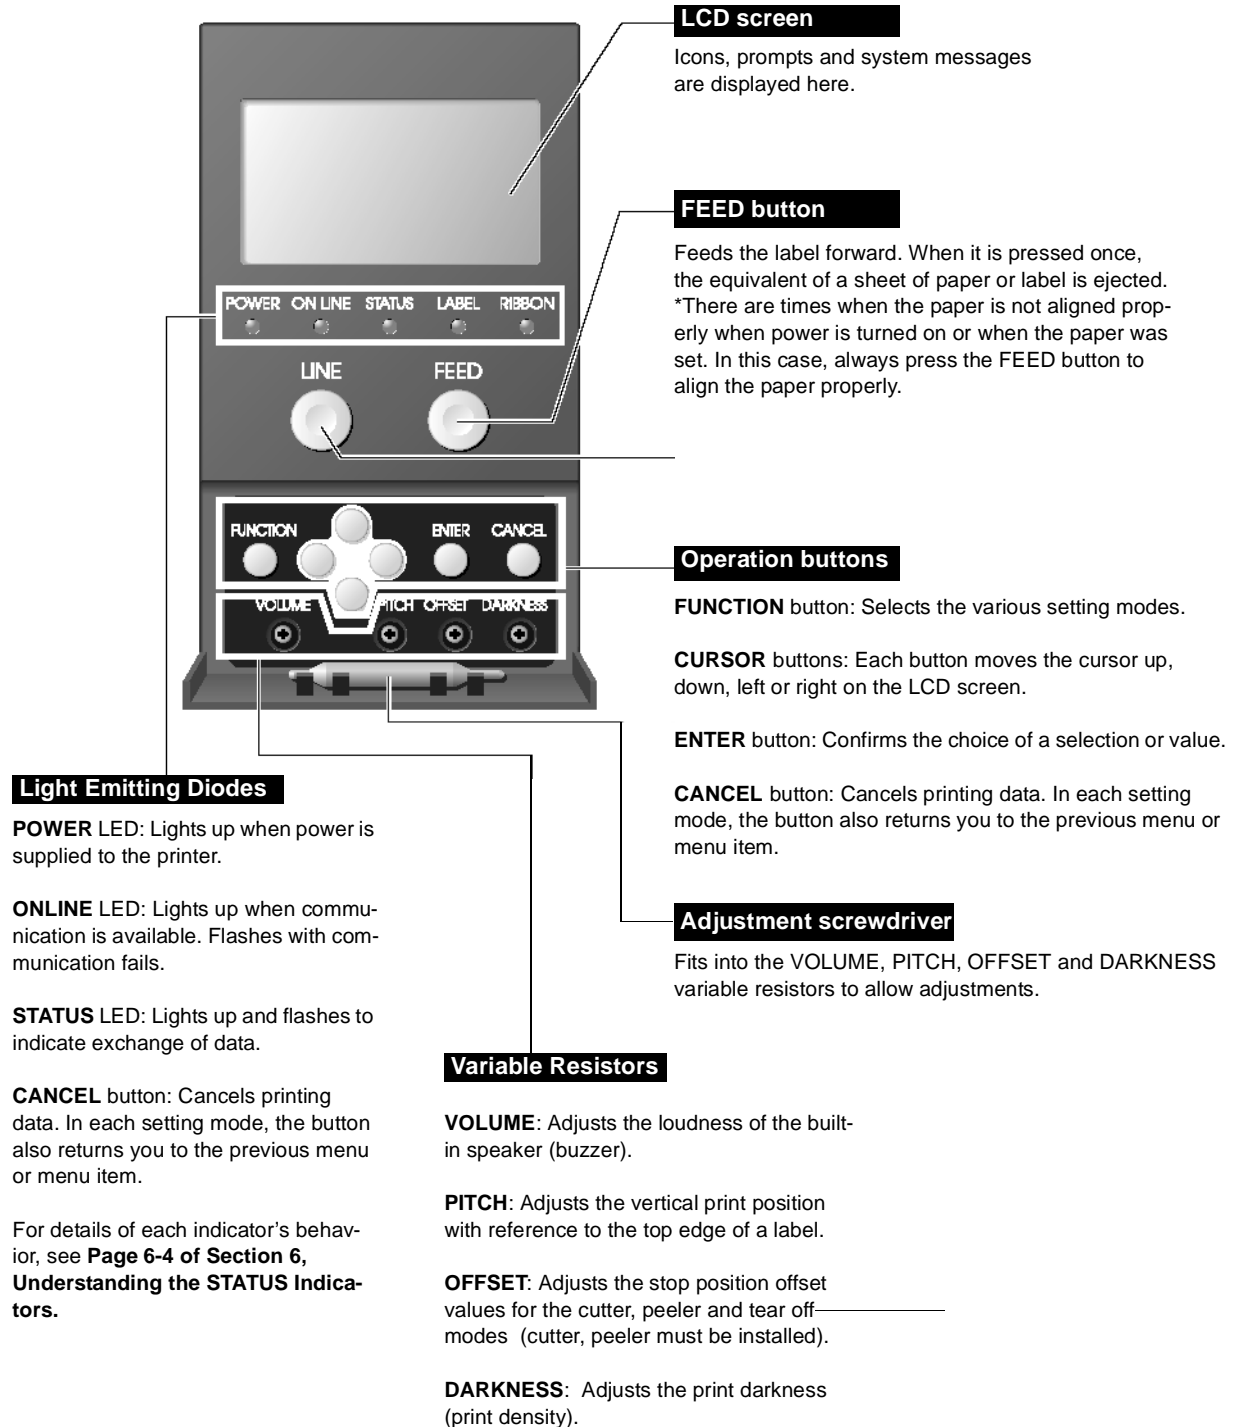 LCD screen
Icons, prompts and system messages
are displayed here.
FEED button
Feeds the label forward. When it is pressed once,
the equivalent of a sheet of paper or label is ejected.
*There are times when the paper is not aligned prop-
erly when power is turned on or when the paper was
set. In this case, always press the FEED button to
align the paper properly.
POWER ON LINE STATUS LABEL RIBBON
LINE FEED
FUNCTION ENTER CANCEL
VOLUME PITCH OFFSET DARKNESS
Operation buttons
FUNCTION button: Selects the various setting modes.
CURSOR buttons: Each button moves the cursor up,
down, left or right on the LCD screen.
ENTER button: Confirms the choice of a selection or value.
CANCEL button: Cancels printing data. In each setting
mode, the button also returns you to the previous menu or
menu item.
Adjustment screwdriver
Fits into the VOLUME, PITCH, OFFSET and DARKNESS
variable resistors to allow adjustments.
Light Emitting Diodes
POWER LED: Lights up when power is
supplied to the printer.
ONLINE LED: Lights up when commu-
nication is available. Flashes with com-
munication fails.
STATUS LED: Lights up and flashes to
indicate exchange of data.
CANCEL button: Cancels printing
data. In each setting mode, the button
also returns you to the previous menu
or menu item.
For details of each indicator’s behav-
ior, see Page 6-4 of Section 6,
Understanding the STATUS Indica-
tors.
Variable Resistors
VOLUME: Adjusts the loudness of the built-
in speaker (buzzer).
PITCH: Adjusts the vertical print position
with reference to the top edge of a label.
OFFSET: Adjusts the stop position offset
values for the cutter, peeler and tear off
modes (cutter, peeler must be installed).
DARKNESS: Adjusts the print darkness
(print density).